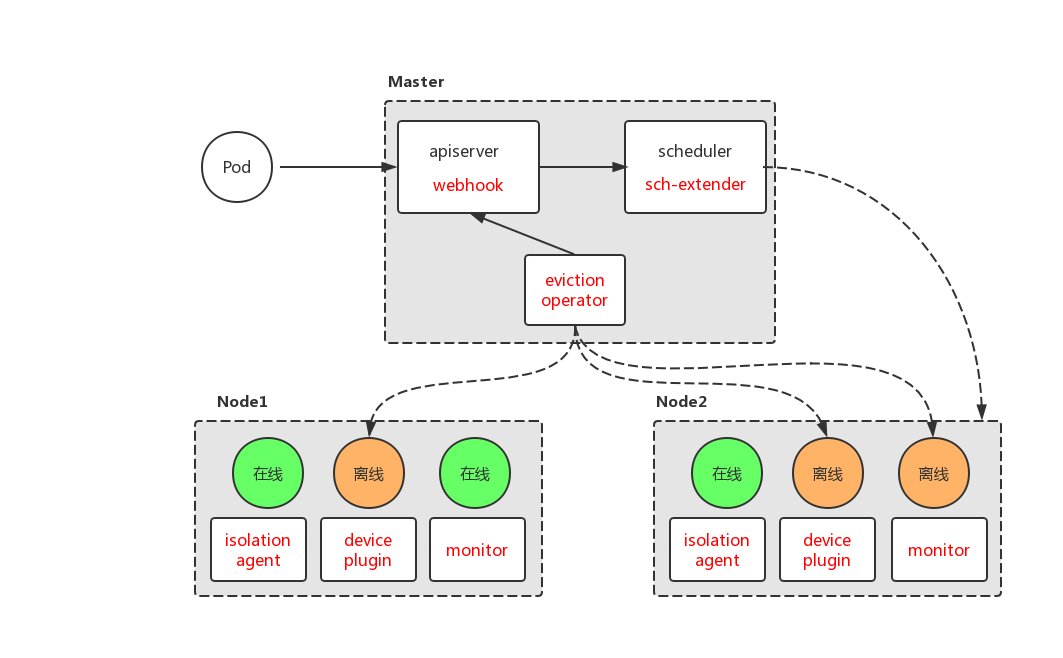 Master
Pod
apiserver
webhook
scheduler
sch-extender
eviction
operator
Node1
在线
离线
在线
isolation
agent
device
plugin
monitor
Node2
在线
离线
离线
isolation
agent
device
plugin
monitor